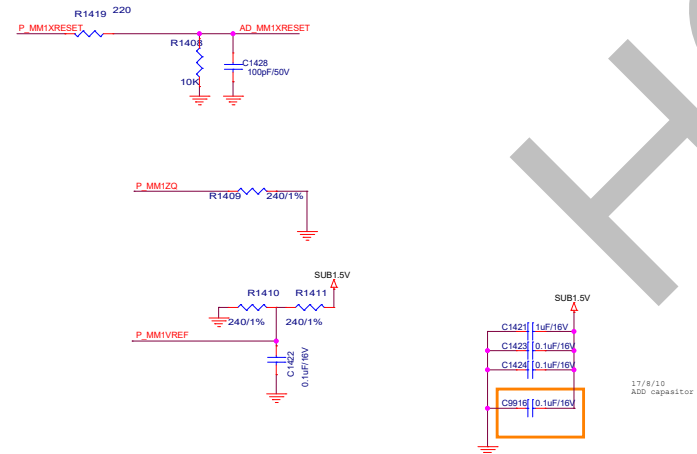 R1419 220
P_MM1XRESET
AD_MM1XRESET
R1408
10K
C1428
100pF/50V
P_MM1ZQ
R1409 240/1%
SUB1.5V
R1410 R1411
240/1% 240/1%
P_MM1VREF
C1422
0.1uF/16V
SUB1.5V
C1421 1uF/16V
C1423 0.1uF/16V
C1424 0.1uF/16V
C9916 0.1uF/16V
17/8/10
ADD capasitor